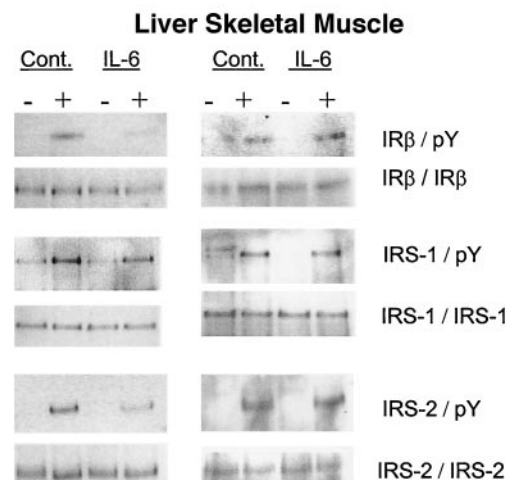 Liver Skeletal Muscle
Cont. IL-6 Cont. IL-6
- + - + - + - +
IRβ / pY
IRβ / IRβ
IRS-1 / pY
IRS-1 / IRS-1
IRS-2 / pY
IRS-2 / IRS-2